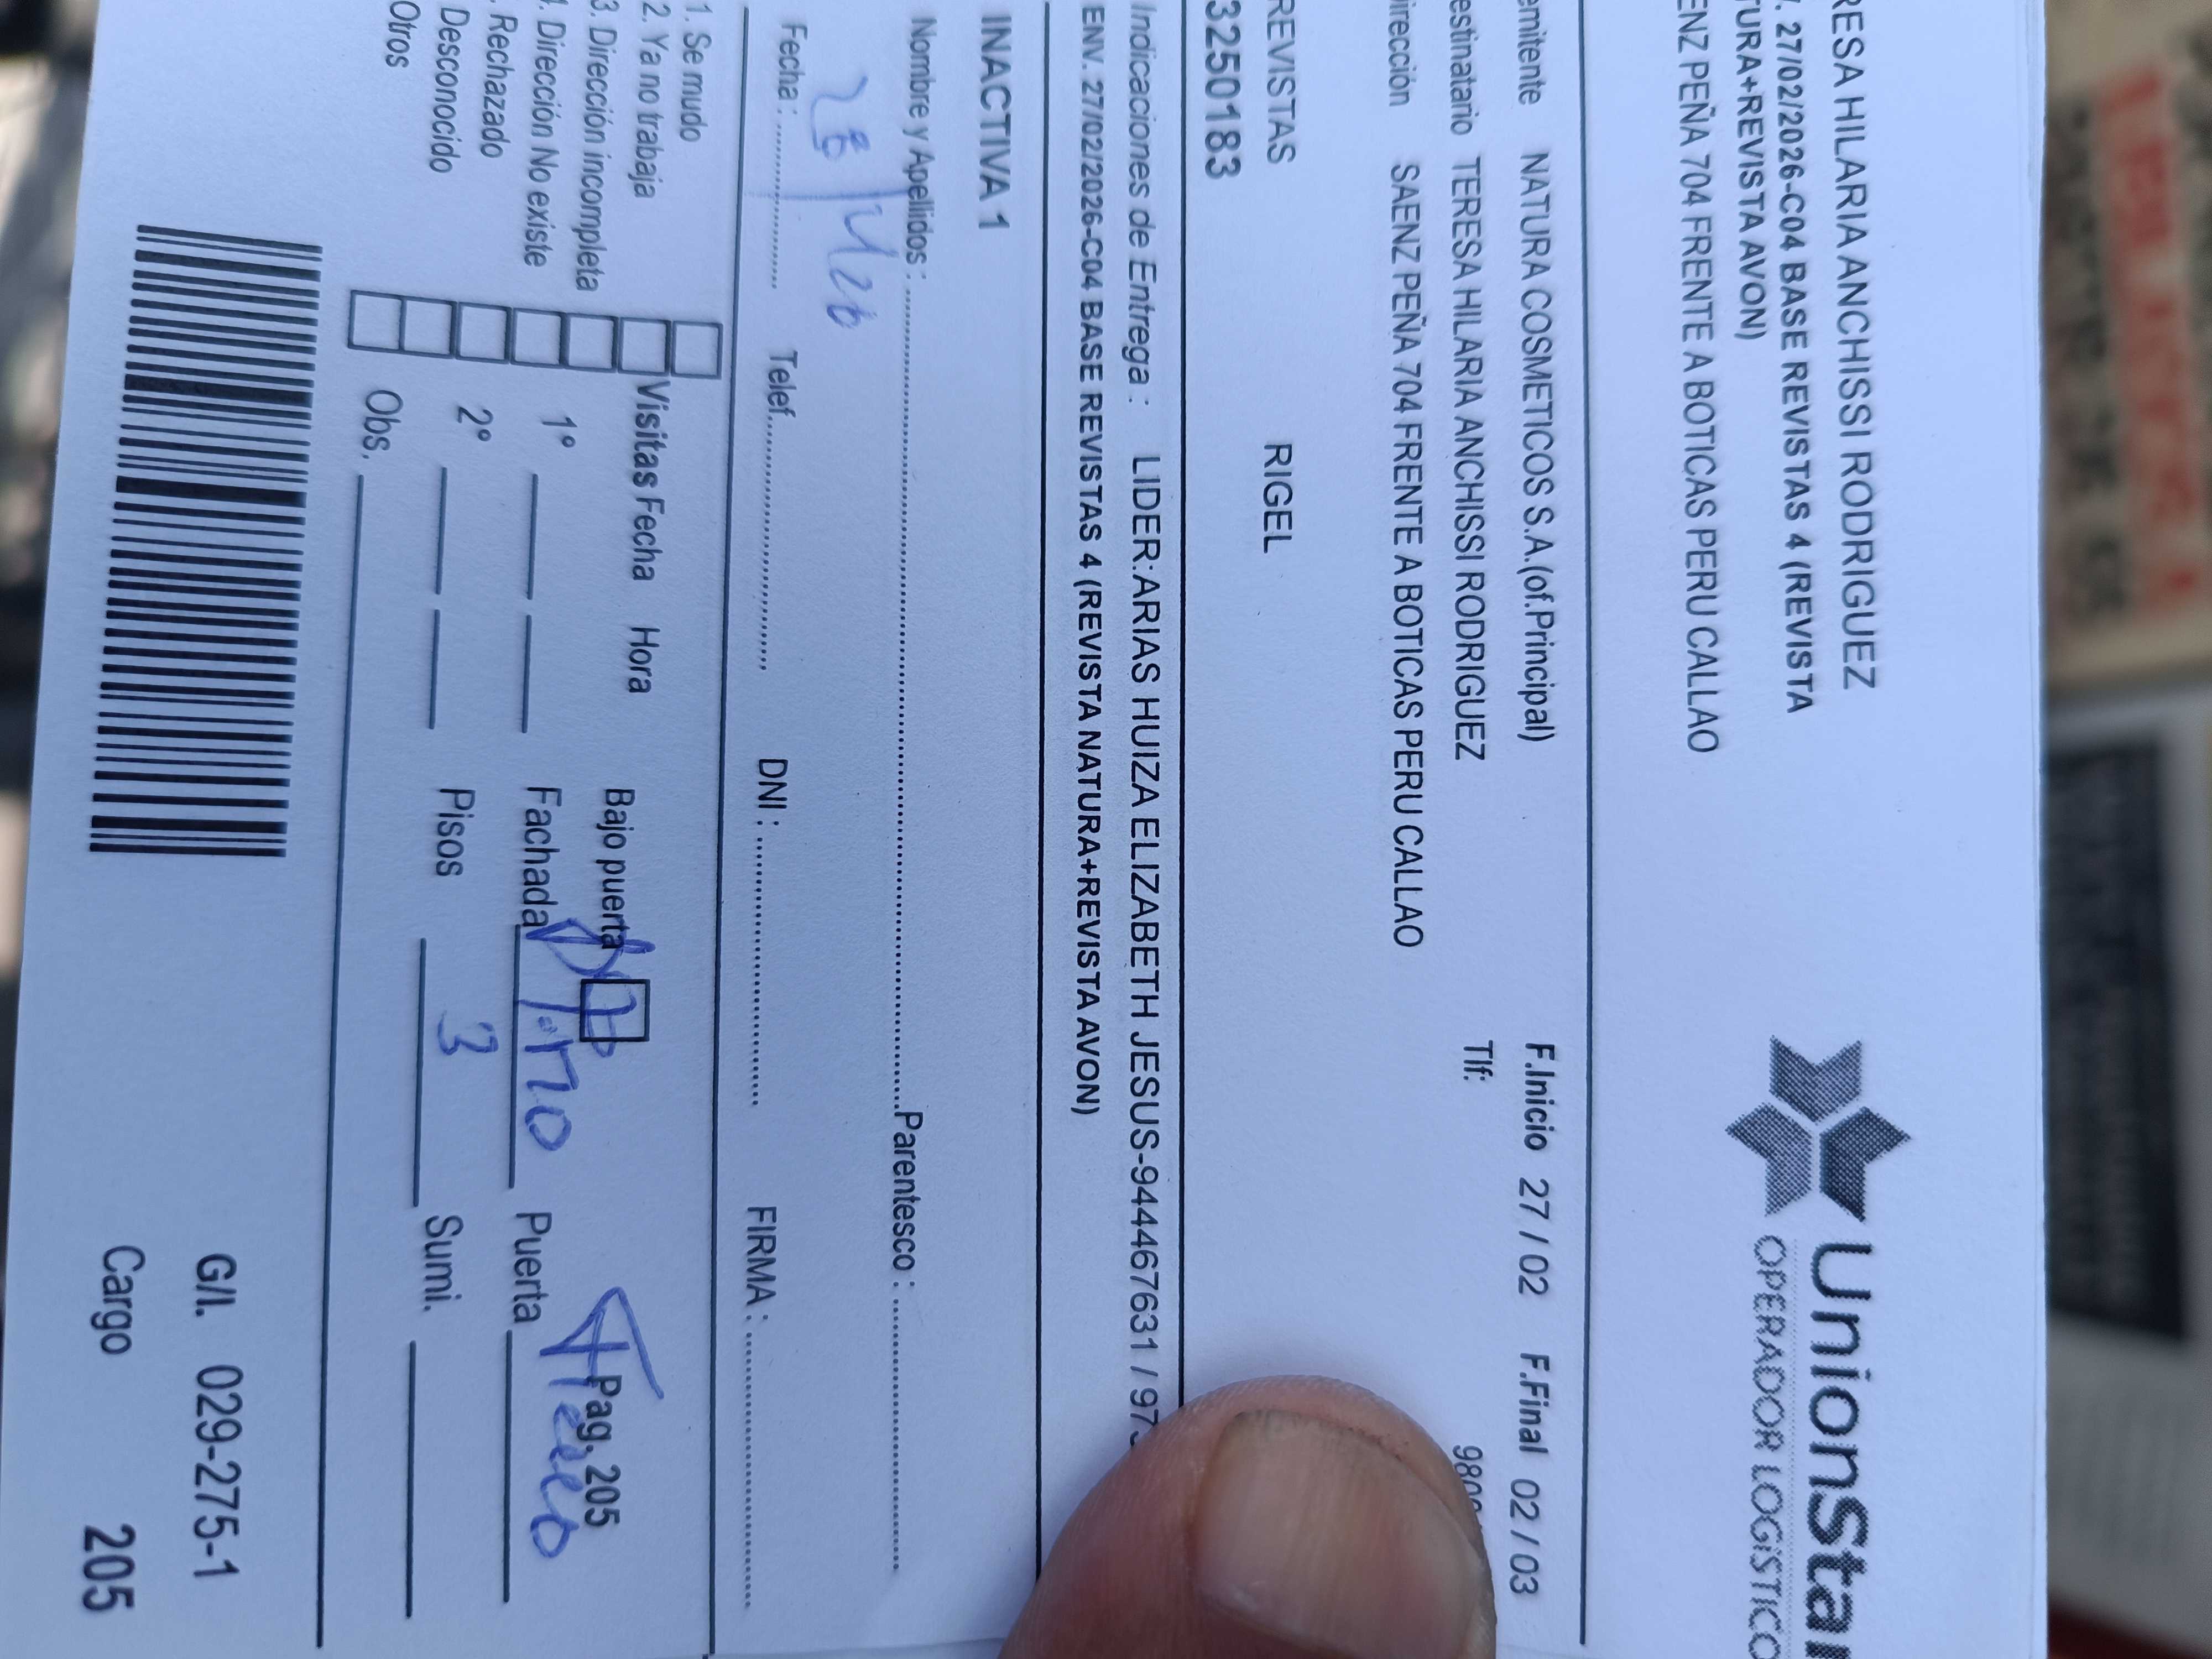 RESA HILARIA ANCHISSI RODRIGUEZ
27/02/2026-C04 BASE REVISTAS 4 (REVISTA
TURA+REVISTA AVON)
ENZ PEÑA 704 FRENTE A BOTICAS PERU CALLAO
UnionStar
OPERADOR LOGíSTICO
emitente NATURA COSMETICOS S.A.(of.Principal) F.Inicio 27 / 02 F.Final 02 / 03
estinatario TERESA HILARIA ANCHISSI RODRIGUEZ Tlf: 980
irección SAENZ PEÑA 704 FRENTE A BOTICAS PERU CALLAO
REVISTAS RIGEL
3250183
Indicaciones de Entrega : LIDER:ARIAS HUIZA ELIZABETH JESUS-944467631 / 97
ENV. 27/02/2026-C04 BASE REVISTAS 4 (REVISTA NATURA+REVISTA AVON)
INACTIVA 1
Nombre y Apellidos : Parentesco :
Fecha : Telef. DNI : FIRMA :
1. Se mudo
2. Ya no trabaja Visitas Fecha Hora Bajo puerta Pag. 205
3. Dirección incompleta
. Dirección No existe 1° Fachada Puerta
. Rechazado
Desconocido 2° Pisos 3 Sumi.
Otros Obs.
G/I. 029-275-1
Cargo 205